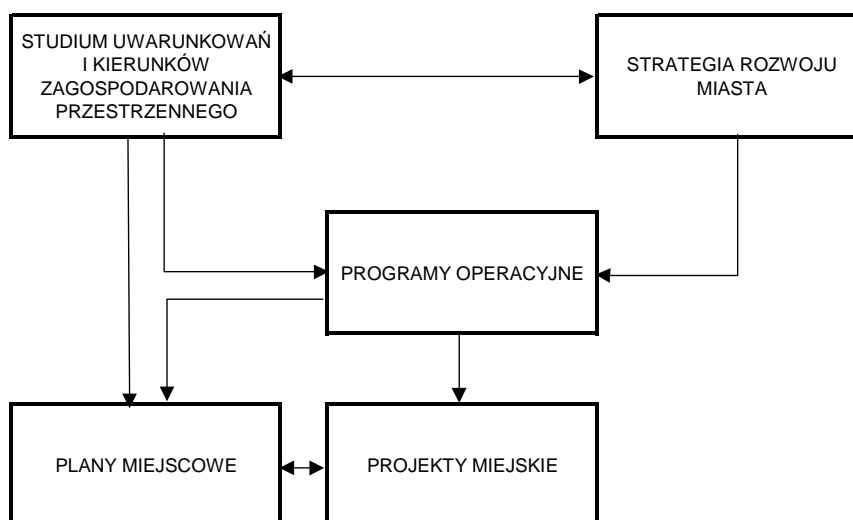 STUDIUM UWARUNKOWAŃ
I KIERUNKÓW
ZAGOSPODAROWANIA
PRZESTRZENNEGO
STRATEGIA ROZWOJU
MIASTA
PROGRAMY OPERACYJNE
PLANY MIEJSCOWE
PROJEKTY MIEJSKIE